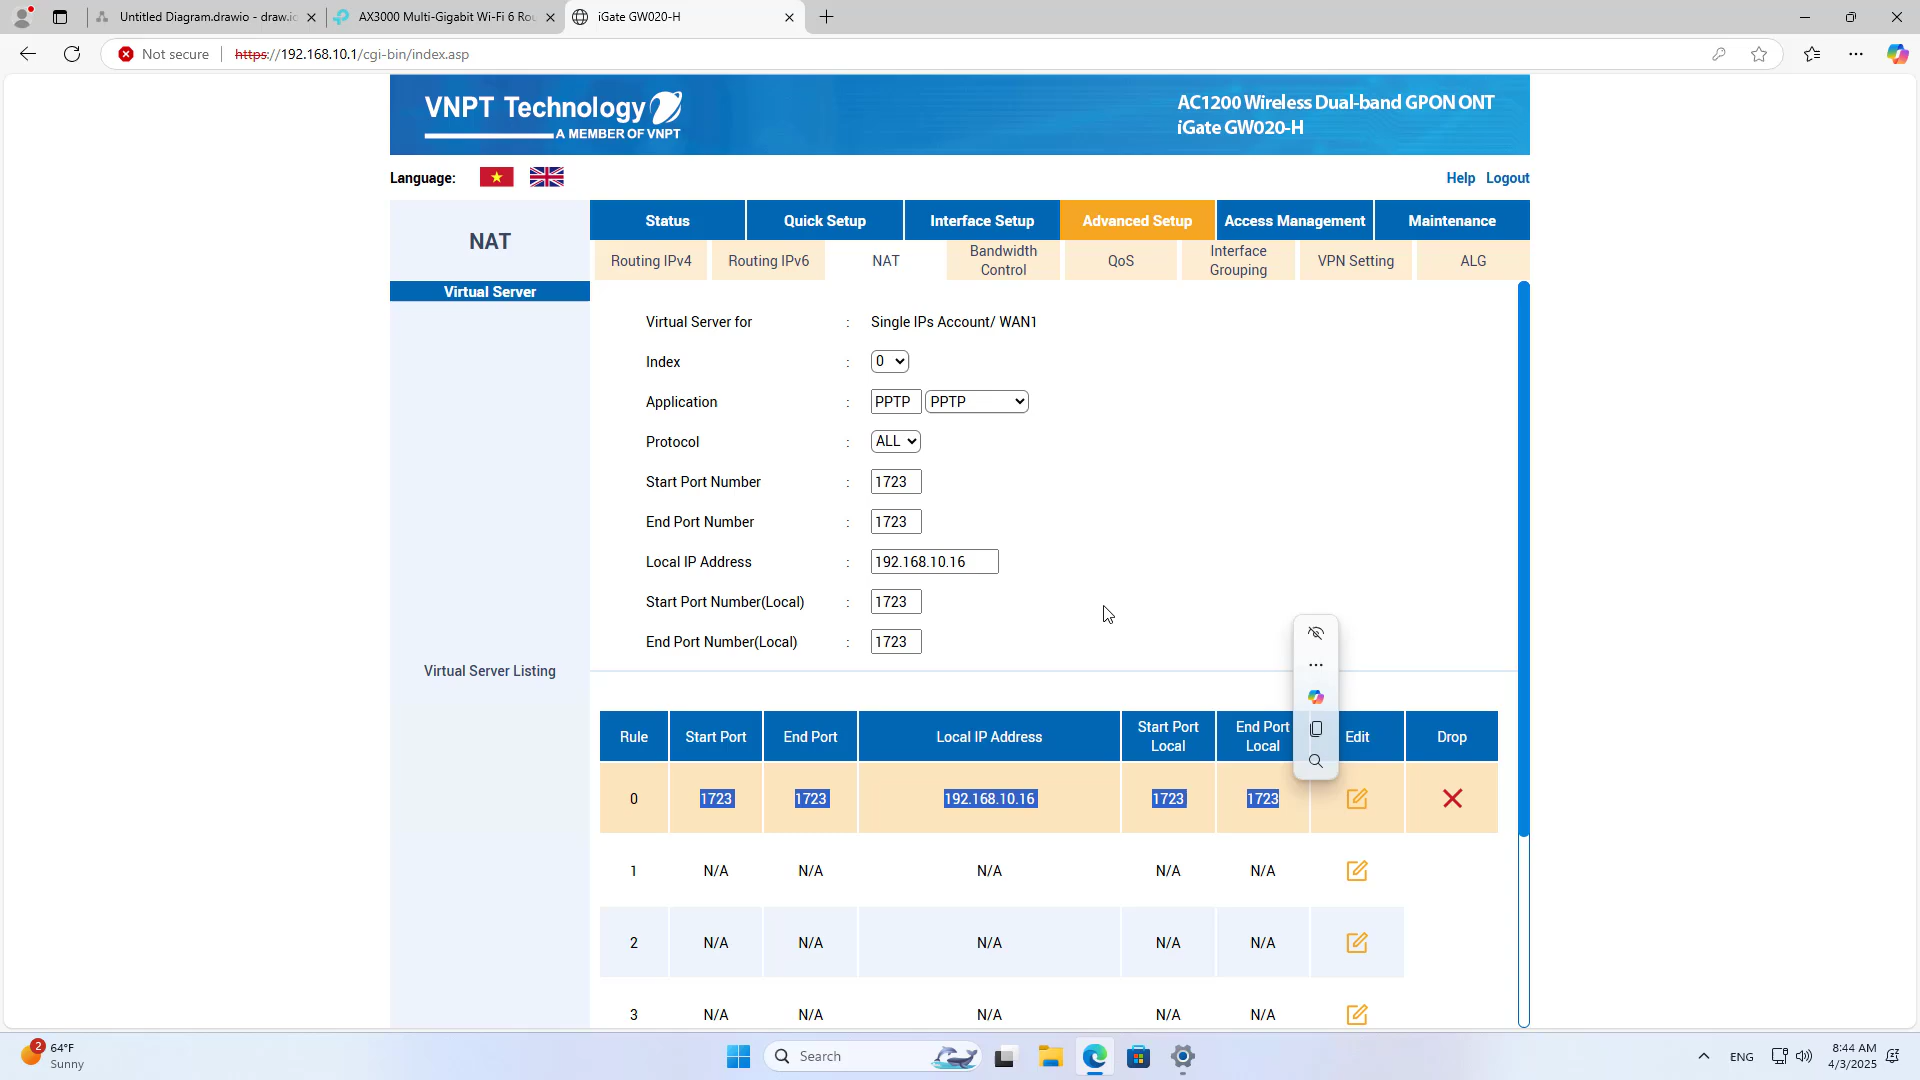 Untitled Diagram.drawio - draw.io
AX3000 Multi-Gigabit Wi-Fi 6 Rou
iGate GW020-H
Not secure
https://192.168.10.1/cgi-bin/index.asp
VNPT Technology
A MEMBER OF VNPT
AC1200 Wireless Dual-band GPON ONT
iGate GW020-H
Language:
Help Logout
NAT
Status Quick Setup Interface Setup Advanced Setup Access Management Maintenance
Routing IPv4 Routing IPv6 NAT Bandwidth Control QoS Interface Grouping VPN Setting ALG
Virtual Server
Virtual Server for : Single IPs Account/ WAN1
Index : 0
Application : PPTP PPTP
Protocol : ALL
Start Port Number : 1723
End Port Number : 1723
Local IP Address : 192.168.10.16
Start Port Number(Local) : 1723
End Port Number(Local) : 1723
Virtual Server Listing
Rule Start Port End Port Local IP Address Start Port Local End Port Local Edit Drop
0 1723 1723 192.168.10.16 1723 1723
1 N/A N/A N/A N/A N/A
2 N/A N/A N/A N/A N/A
3 N/A N/A N/A N/A N/A
2
64°F
Sunny
Search
ENG
8:44 AM
4/3/2025